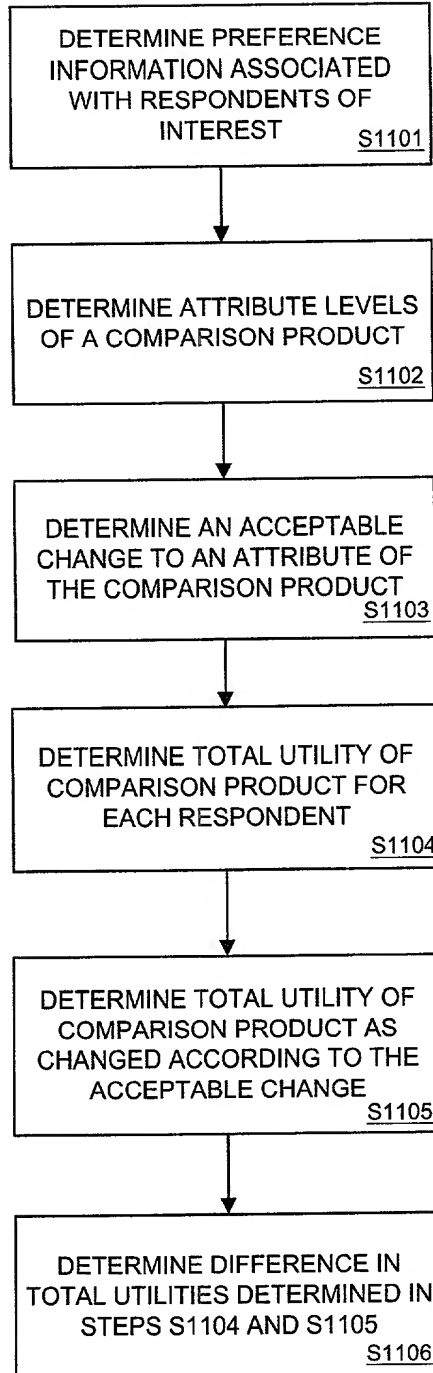 DETERMINE PREFERENCE
INFORMATION ASSOCIATED
WITH RESPONDENTS OF
INTEREST
S1101
DETERMINE ATTRIBUTE LEVELS
OF A COMPARISON PRODUCT
S1102
DETERMINE AN ACCEPTABLE
CHANGE TO AN ATTRIBUTE OF
THE COMPARISON PRODUCT
S1103
DETERMINE TOTAL UTILITY OF
COMPARISON PRODUCT FOR
EACH RESPONDENT
S1104
DETERMINE TOTAL UTILITY OF
COMPARISON PRODUCT AS
CHANGED ACCORDING TO THE
ACCEPTABLE CHANGE
S1105
DETERMINE DIFFERENCE IN
TOTAL UTILITIES DETERMINED IN
STEPS S1104 AND S1105
S1106